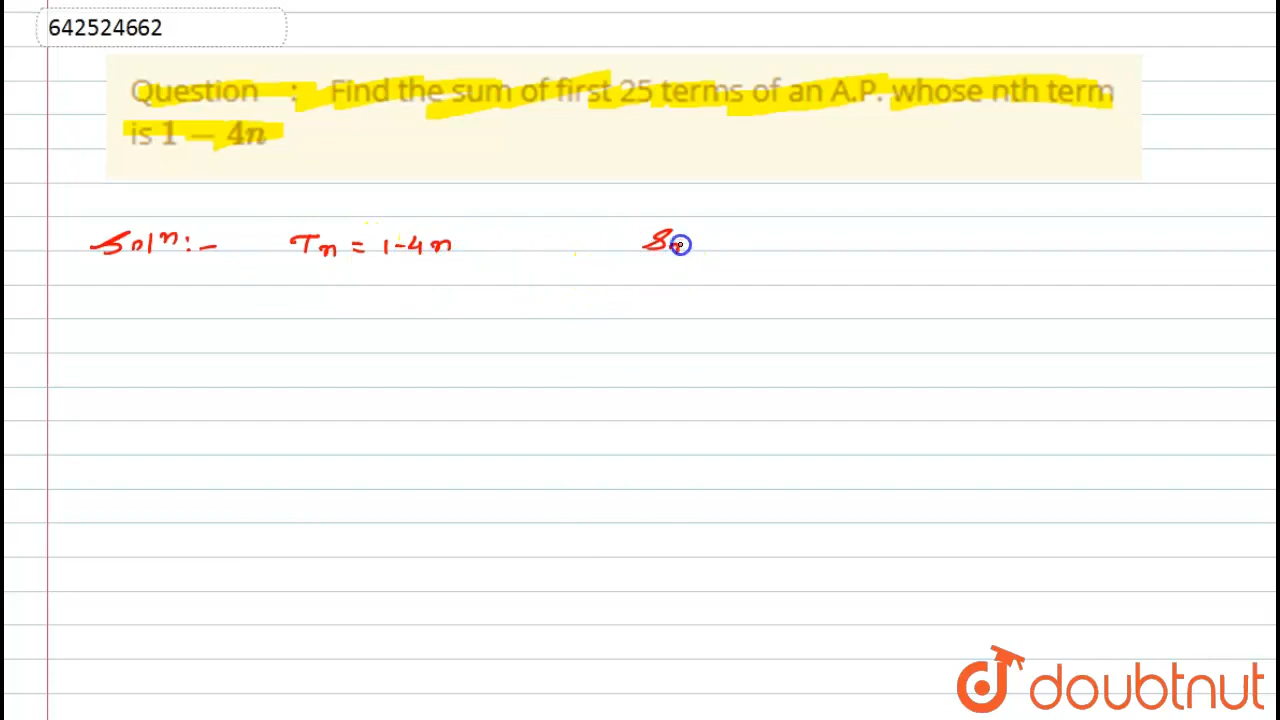 642524662
Question : Find the sum of first 25 terms of an A.P. whose nth term
is 1 − 4n
Solⁿ:- Tn = 1-4n Sn
doubtnut